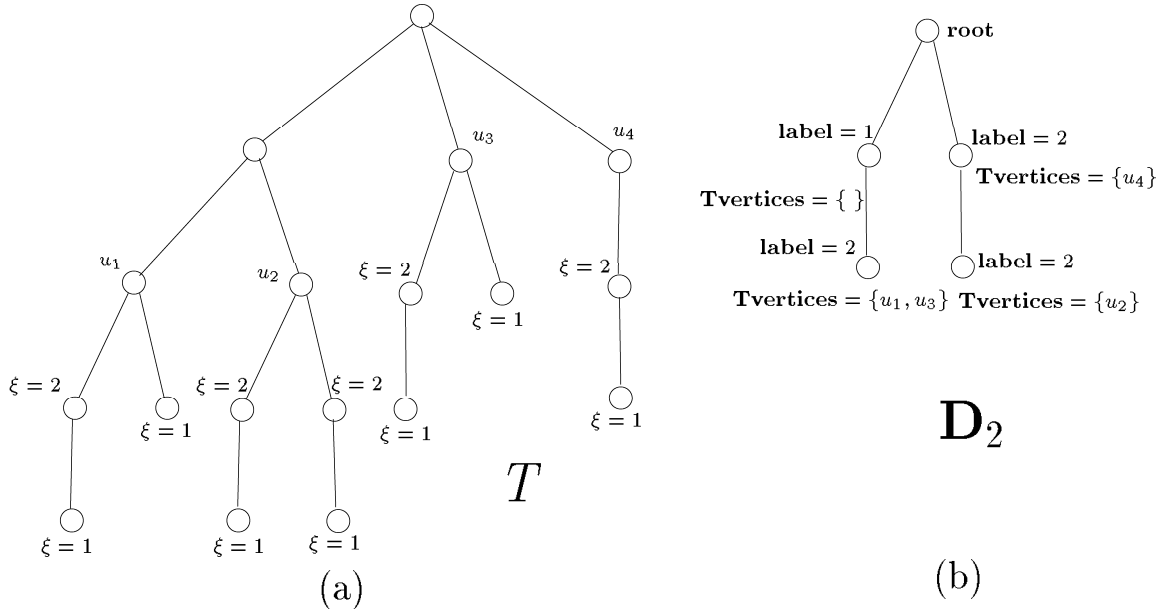 root
u₃
u₄
label = 1
label = 2
Tvertices = {u₄}
Tvertices = { }
u₁
u₂
ξ = 2
ξ = 2
label = 2
label = 2
ξ = 1
Tvertices = {u₁, u₃}
Tvertices = {u₂}
ξ = 2
ξ = 2
ξ = 2
ξ = 1
ξ = 1
ξ = 1
D₂
T
ξ = 1
ξ = 1
ξ = 1
(a)
(b)